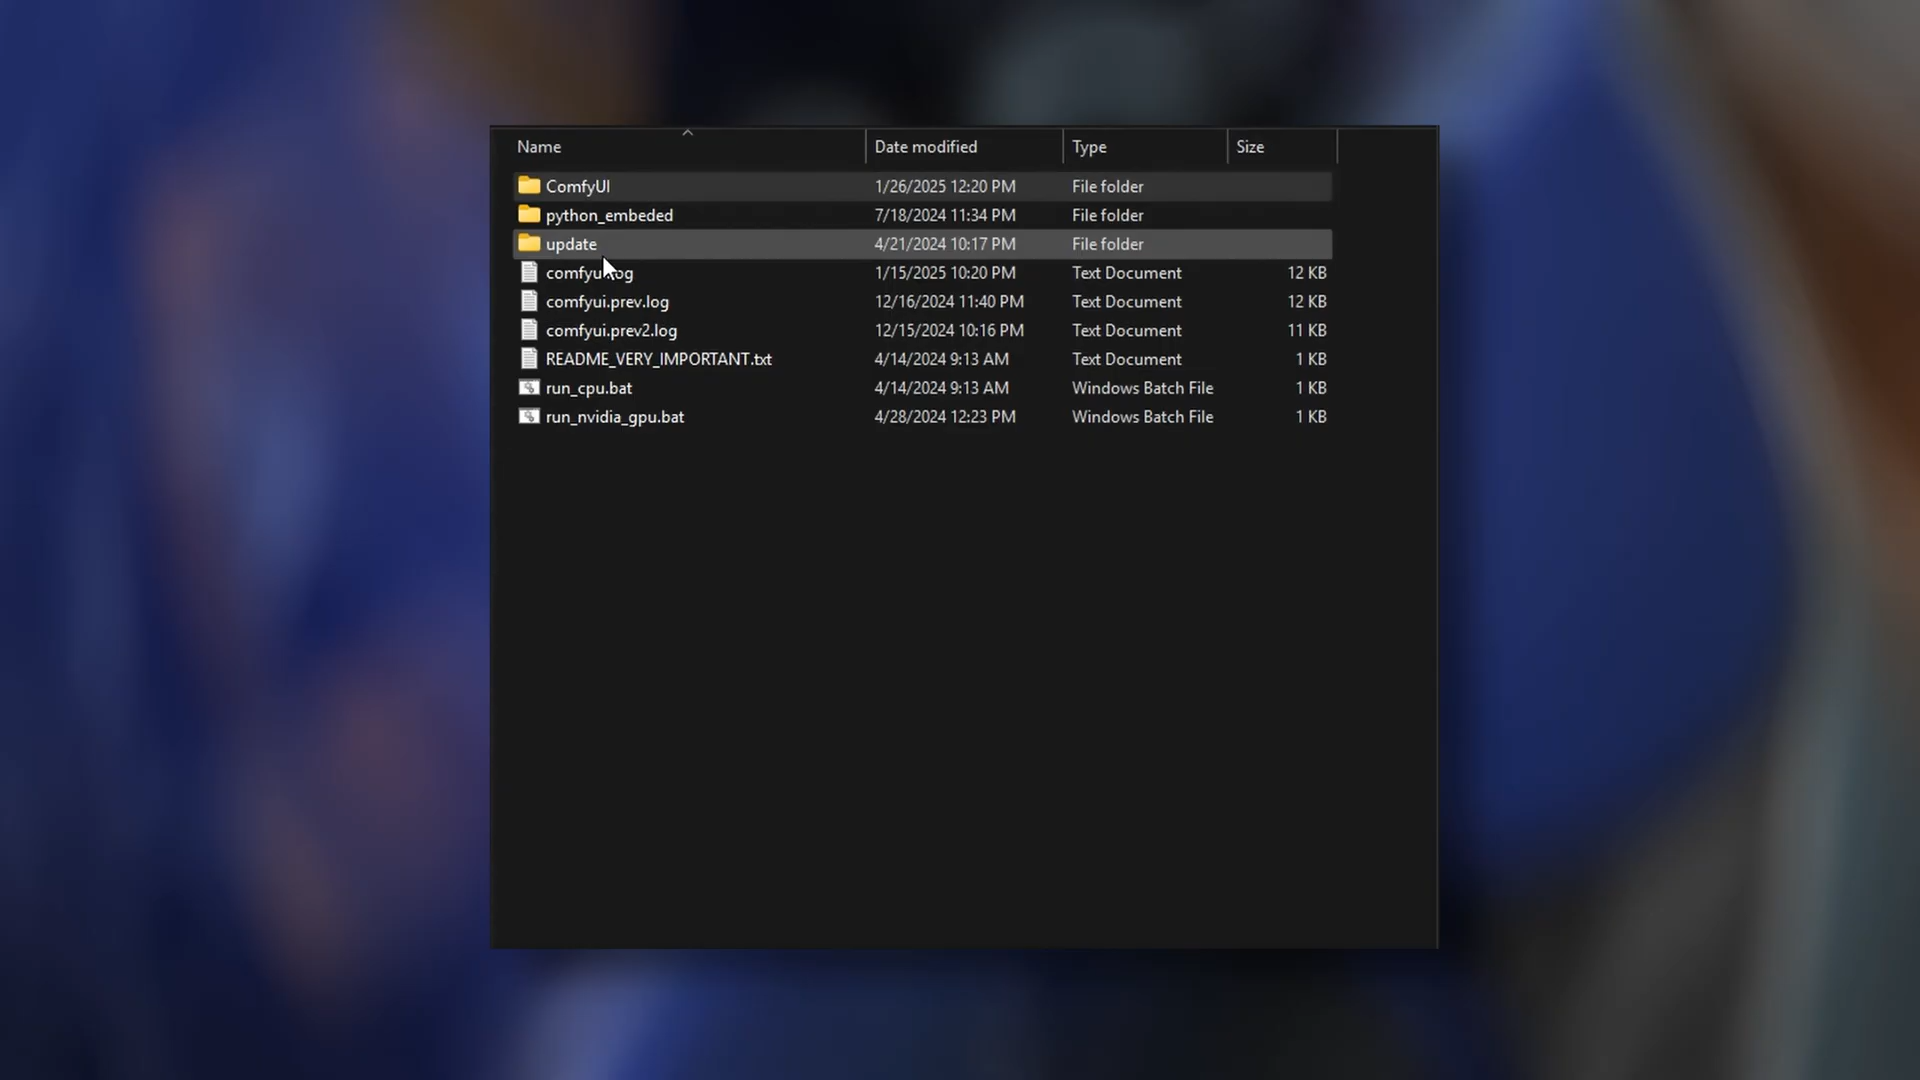 Name Date modified Type Size
ComfyUI 1/26/2025 12:20 PM File folder
python_embeded 7/18/2024 11:34 PM File folder
update 4/21/2024 10:17 PM File folder
comfyui.log 1/15/2025 10:20 PM Text Document 12 KB
comfyui.prev.log 12/16/2024 11:40 PM Text Document 12 KB
comfyui.prev2.log 12/15/2024 10:16 PM Text Document 11 KB
README_VERY_IMPORTANT.txt 4/14/2024 9:13 AM Text Document 1 KB
run_cpu.bat 4/14/2024 9:13 AM Windows Batch File 1 KB
run_nvidia_gpu.bat 4/28/2024 12:23 PM Windows Batch File 1 KB